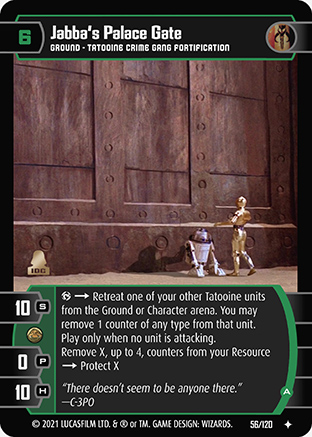 6
Jabba's Palace Gate
GROUND - TATOOINE CRIME GANG FORTIFICATION
10 S
0 P
10 H
→ Retreat one of your other Tatooine units
from the Ground or Character arena. You may
remove 1 counter of any type from that unit.
Play only when no unit is attacking.
Remove X, up to 4, counters from your Resource
→ Protect X
"There doesn't seem to be anyone there."
—C-3PO
A
© 2021 LUCASFILM LTD. & ® OR TM. GAME DESIGN: WIZARDS.
56/120